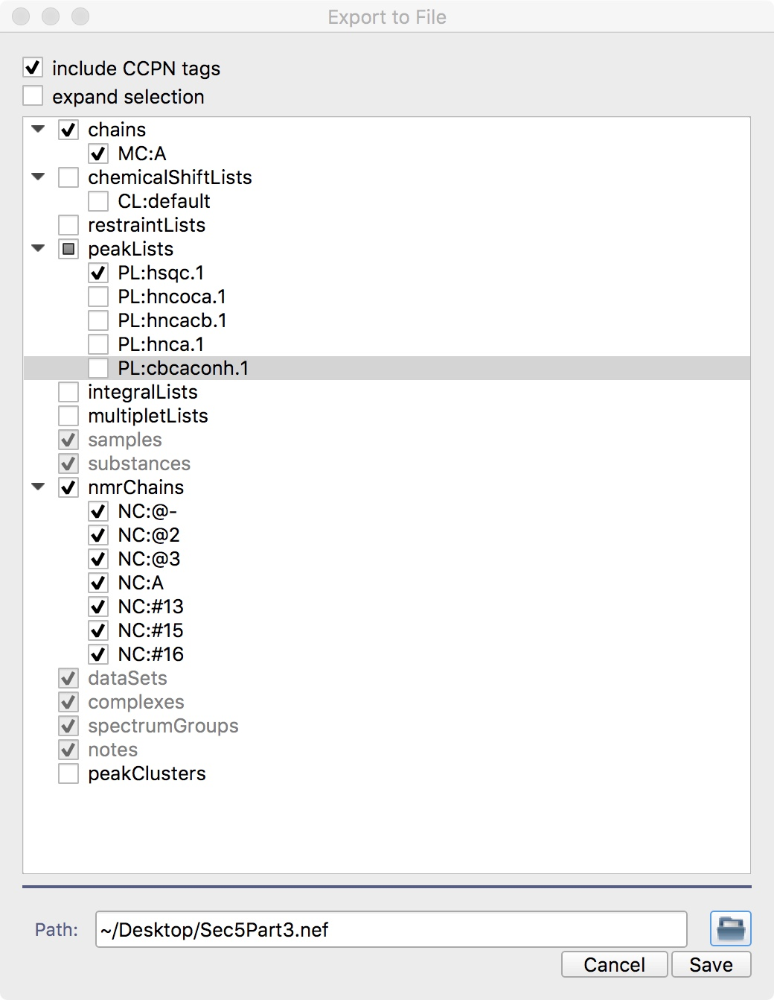 Export to File
include CCPN tags
expand selection
chains
MC:A
chemicalShiftLists
CL:default
restraintLists
peakLists
PL:hsqc.1
PL:hncoca.1
PL:hncacb.1
PL:hnca.1
PL:cbcaconh.1
integralLists
multipletLists
samples
substances
nmrChains
NC:@-
NC:@2
NC:@3
NC:A
NC:#13
NC:#15
NC:#16
dataSets
complexes
spectrumGroups
notes
peakClusters
Path: ~/Desktop/Sec5Part3.nef
Cancel Save